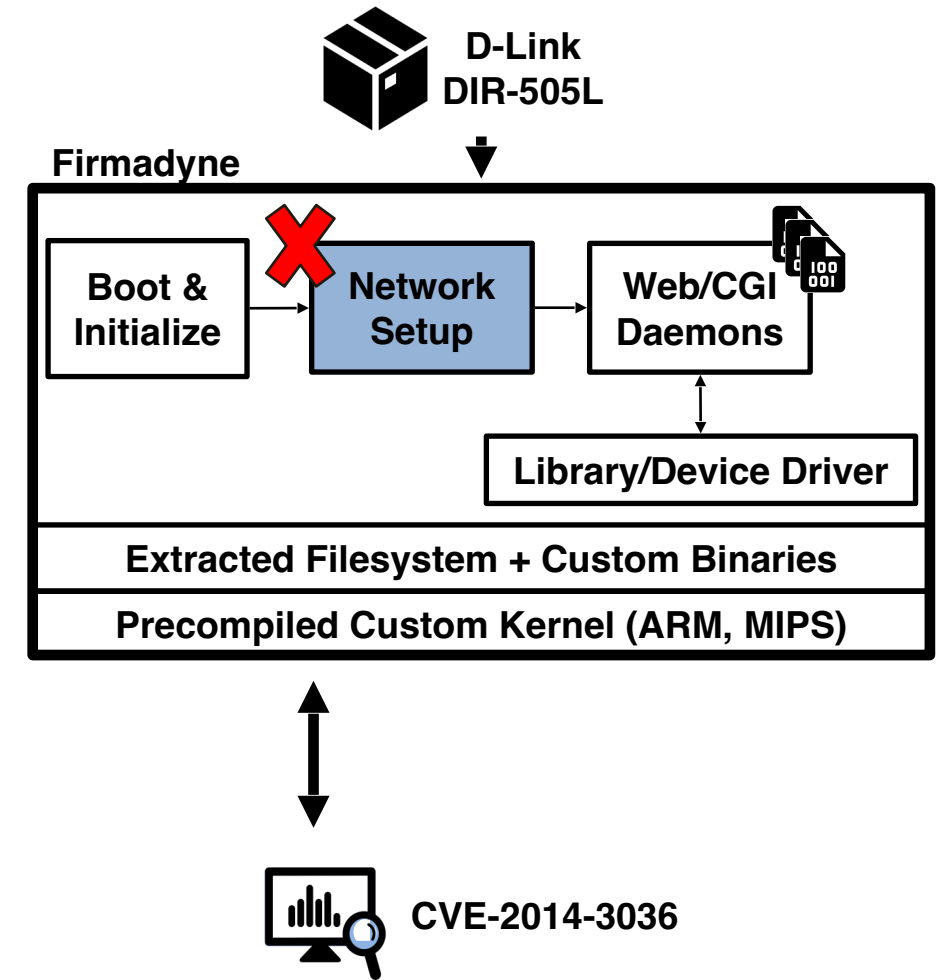 D-Link
DIR-505L
Firmadyne
Boot &
Initialize
Network
Setup
Web/CGI
Daemons
100
001
Library/Device Driver
Extracted Filesystem + Custom Binaries
Precompiled Custom Kernel (ARM, MIPS)
CVE-2014-3036